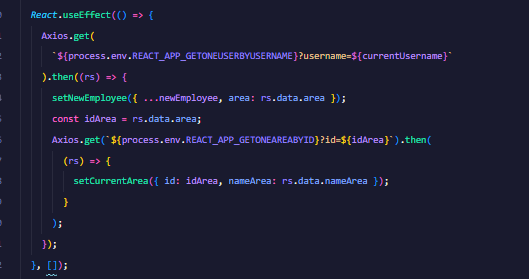 React.useEffect(() => {
Axios.get(
`${process.env.REACT_APP_GETONEUSERBYUSERNAME}?username=${currentUsername}`
).then((rs) => {
setNewEmployee({ ...newEmployee, area: rs.data.area });
const idArea = rs.data.area;
Axios.get(`${process.env.REACT_APP_GETONEAREABYID}?id=${idArea}`).then(
(rs) => {
setCurrentArea({ id: idArea, nameArea: rs.data.nameArea });
}
);
});
}, []);